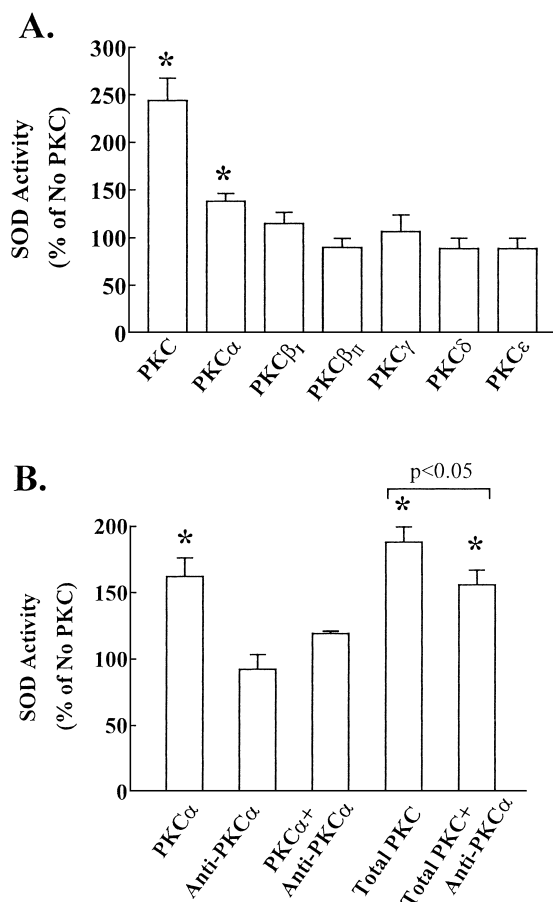 A.
SOD Activity
(% of No PKC)
300
250
200
150
100
50
0
*
*
PKC
PKCα
PKCβI
PKCβII
PKCγ
PKCδ
PKCε
B.
p<0.05
SOD Activity
(% of No PKC)
200
150
100
50
0
*
*
*
PKCα
Anti-PKCα
PKCα+
Anti-PKCα
Total PKC
Total PKC+
Anti-PKCα